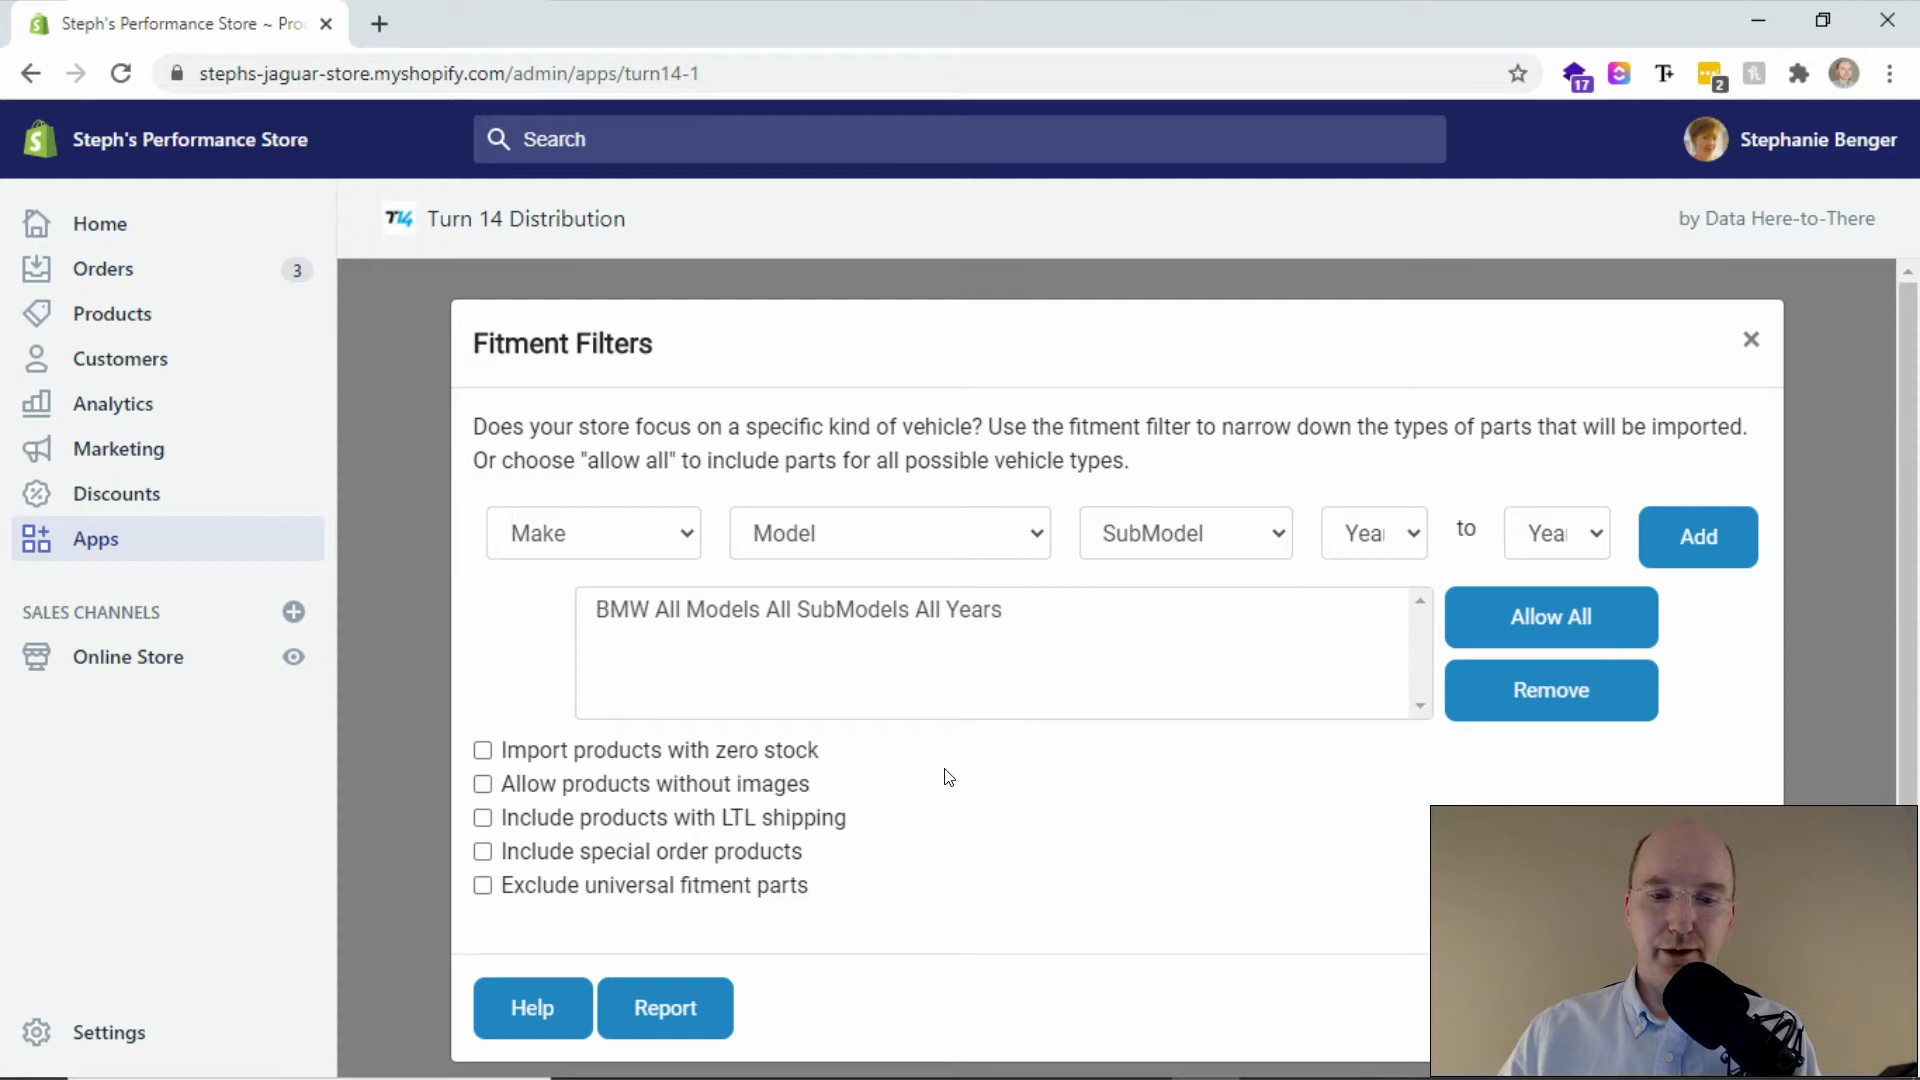 Steph's Performance Store ~ Pro
stephs-jaguar-store.myshopify.com/admin/apps/turn14-1
17
2
Steph's Performance Store
Search
Stephanie Benger
Home
Orders
3
Products
Customers
Analytics
Marketing
Discounts
Apps
SALES CHANNELS
Online Store
Settings
T14
Turn 14 Distribution
by Data Here-to-There
Fitment Filters
Does your store focus on a specific kind of vehicle? Use the fitment filter to narrow down the types of parts that will be imported.
Or choose "allow all" to include parts for all possible vehicle types.
Make
Model
SubModel
Yea
to
Yea
Add
BMW All Models All SubModels All Years
Allow All
Remove
Import products with zero stock
Allow products without images
Include products with LTL shipping
Include special order products
Exclude universal fitment parts
Help
Report